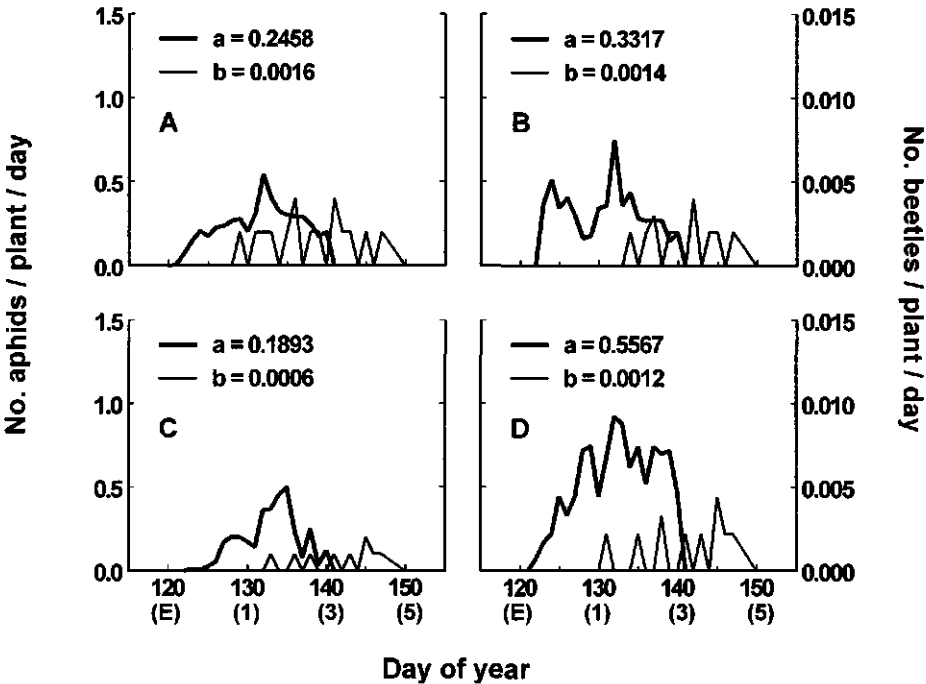 No. aphids / plant / day
1.5
1.0
0.5
0.0
a = 0.2458
b = 0.0016
A
a = 0.3317
b = 0.0014
B
0.015
0.010
0.005
0.000
No. beetles / plant / day
1.5
1.0
0.5
0.0
a = 0.1893
b = 0.0006
C
a = 0.5567
b = 0.0012
D
0.015
0.010
0.005
0.000
120 130 140 150
(E) (1) (3) (5)
120 130 140 150
(E) (1) (3) (5)
Day of year